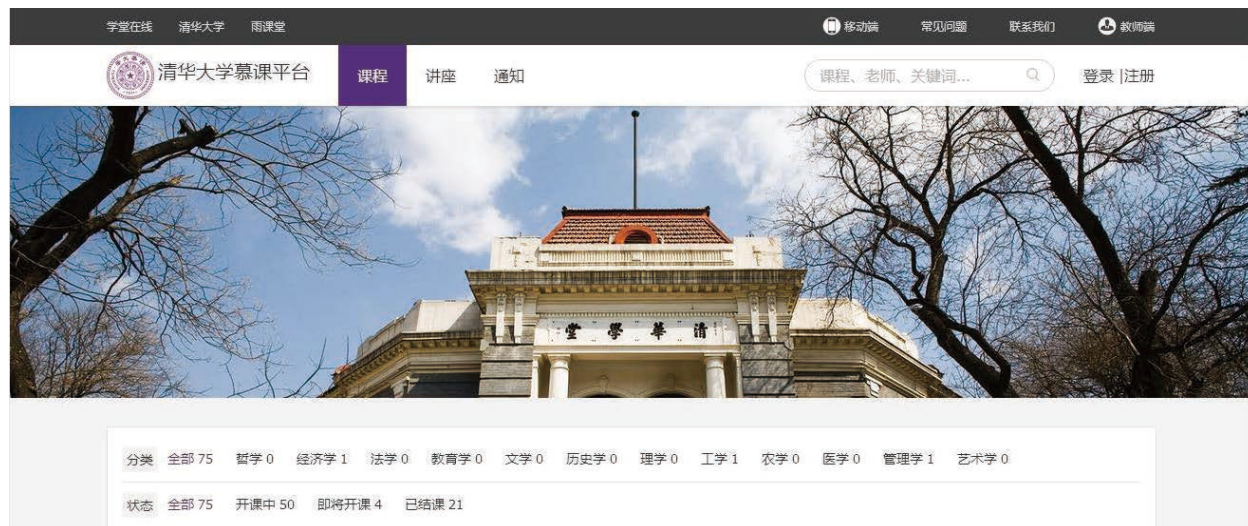 学堂在线 清华大学 雨课堂 移动端 常见问题 联系我们 教师端
清华大学慕课平台 课程 讲座 通知 课程、老师、关键词... 登录 |注册
堂學華清
分类 全部 75 哲学 0 经济学 1 法学 0 教育学 0 文学 0 历史学 0 理学 0 工学 1 农学 0 医学 0 管理学 1 艺术学 0
状态 全部 75 开课中 50 即将开课 4 已结课 21